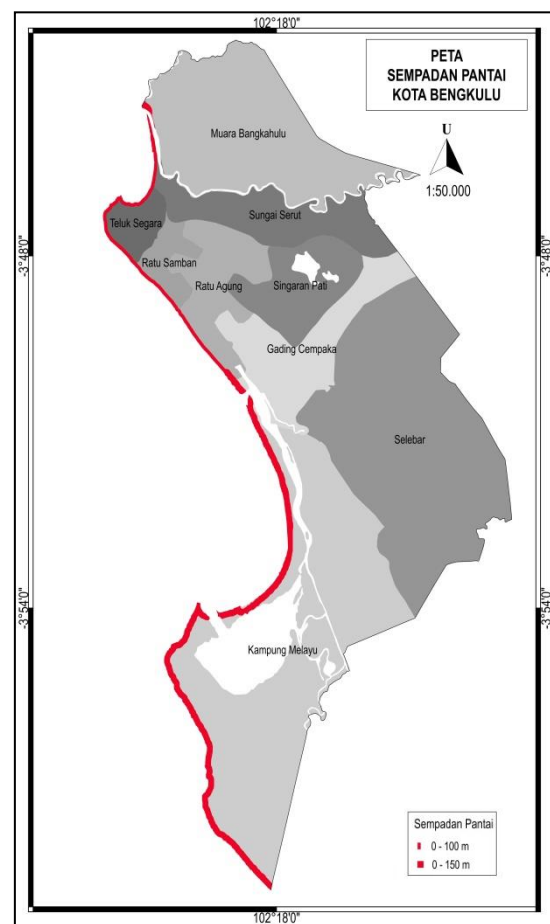 102°18'0"
PETA
SEMPADAN PANTAI
KOTA BENGKULU
U
1:50.000
Muara Bangkahulu
Teluk Segara
Sungai Serut
-3°48'0"
-3°48'0"
Ratu Samban
Ratu Agung
Singaran Pati
Gading Cempaka
Selebar
-3°54'0"
-3°54'0"
Kampung Melayu
Sempadan Pantai
0 - 100 m
0 - 150 m
102°18'0"